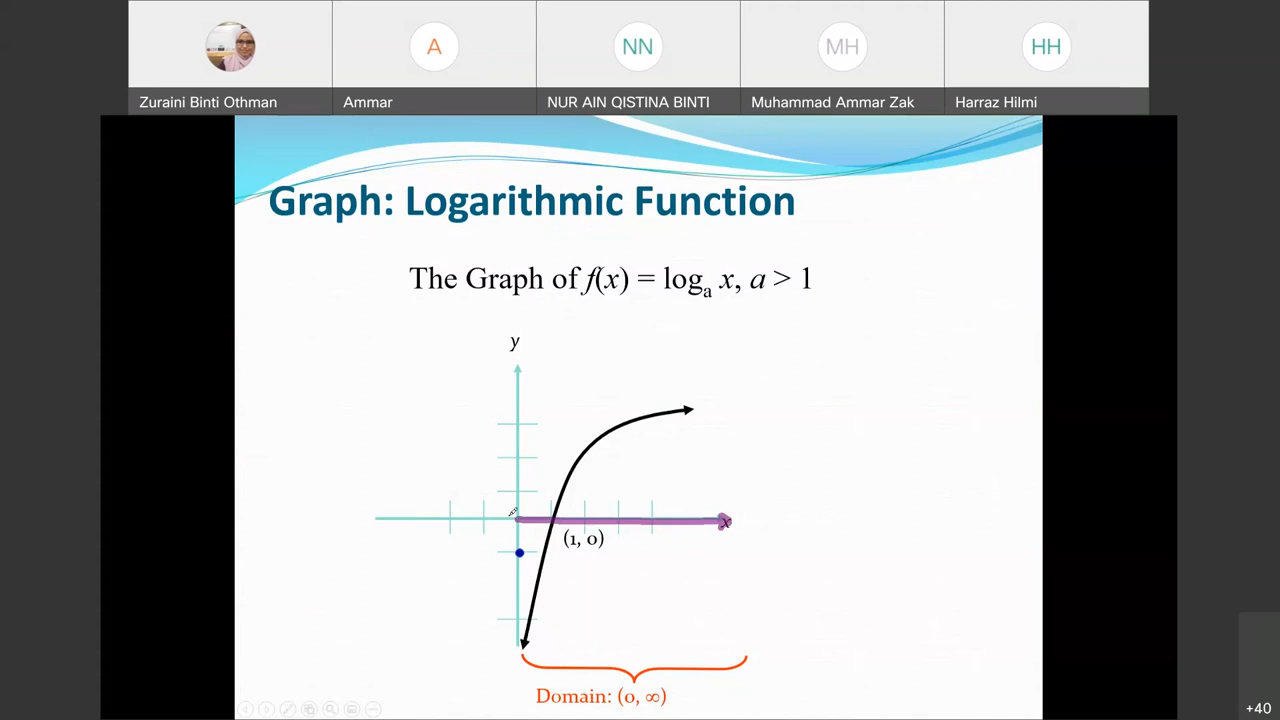 A
NN
MH
HH
Zuraini Binti Othman
Ammar
NUR AIN QISTINA BINTI
Muhammad Ammar Zak
Harraz Hilmi
Graph: Logarithmic Function
The Graph of f(x) = logₐ x, a > 1
y
x
(1, 0)
Domain: (0, ∞)
+40